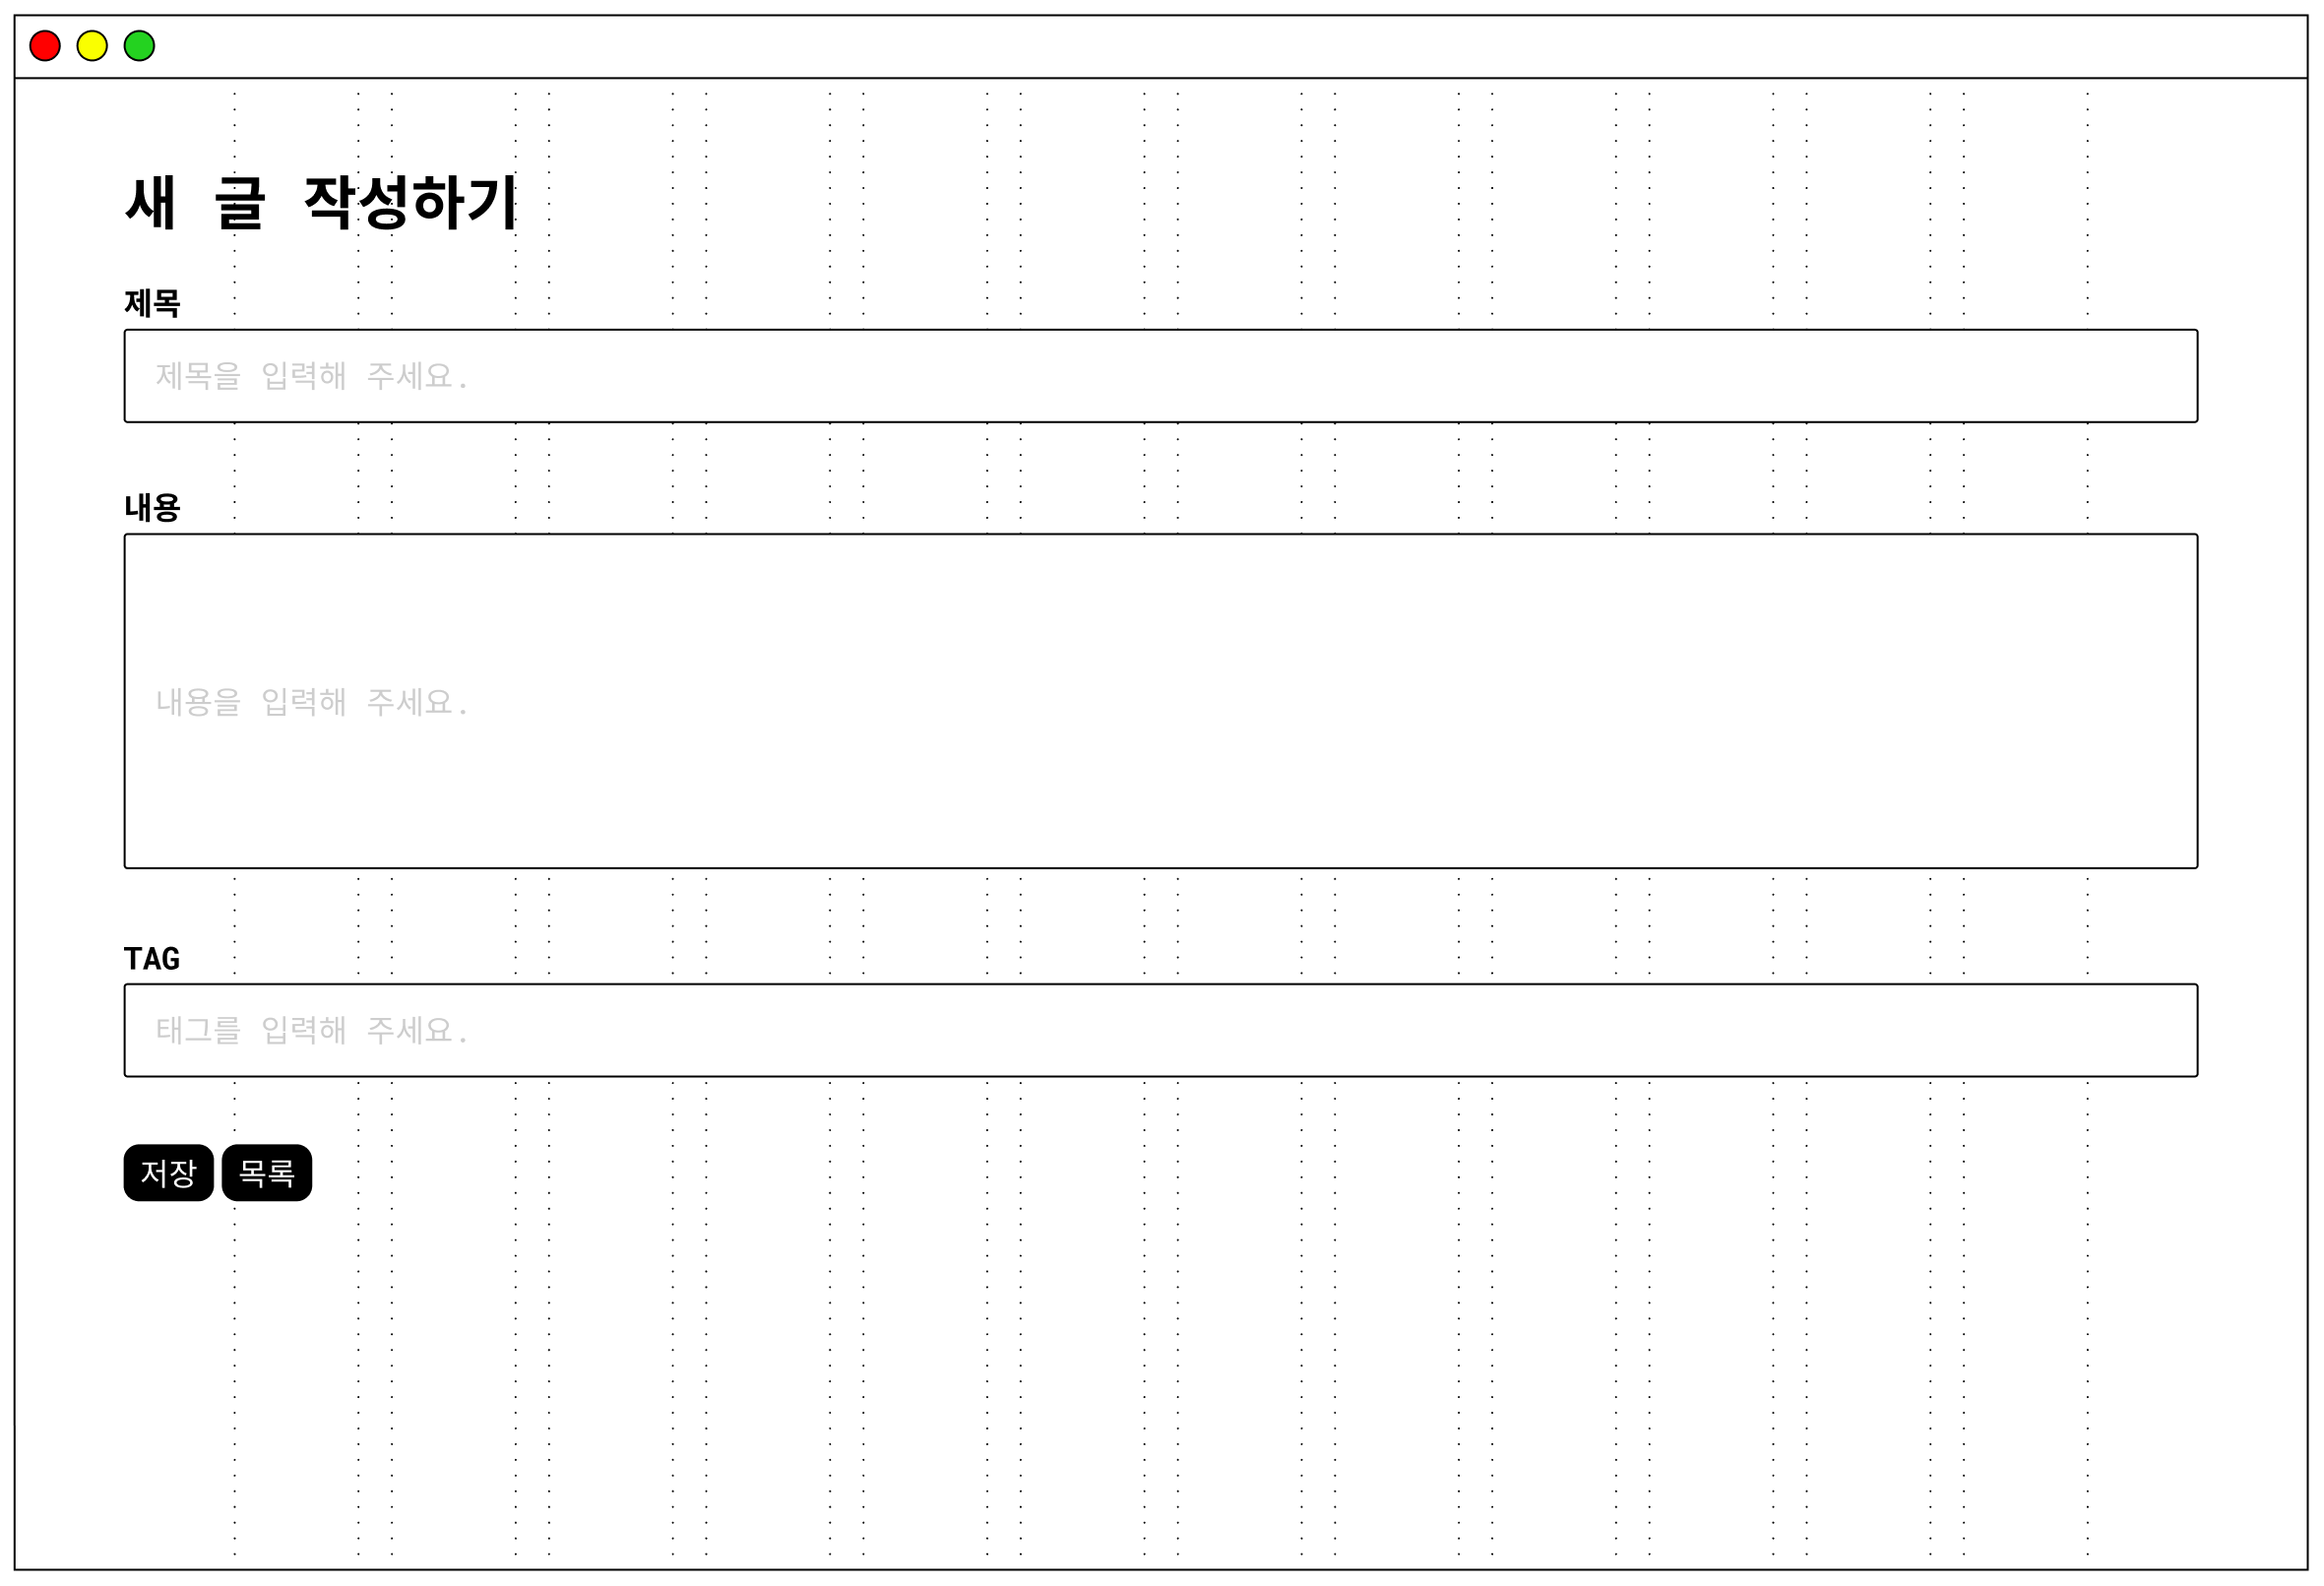 새 글 작성하기
제목
제목을 입력해 주세요.
내용
내용을 입력해 주세요.
TAG
태그를 입력해 주세요.
저장 목록